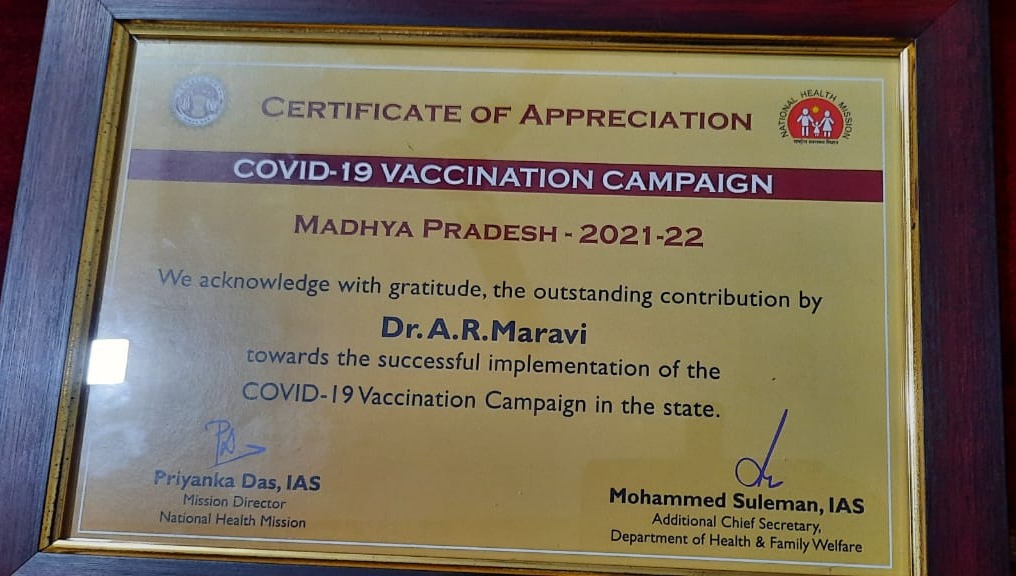 CERTIFICATE OF APPRECIATION
NATIONAL HEALTH MISSION
COVID-19 VACCINATION CAMPAIGN
MADHYA PRADESH - 2021-22
We acknowledge with gratitude, the outstanding contribution by
Dr.A.R.Maravi
towards the successful implementation of the
COVID-19 Vaccination Campaign in the state.
Priyanka Das, IAS
Mission Director
National Health Mission
Mohammed Suleman, IAS
Additional Chief Secretary,
Department of Health & Family Welfare